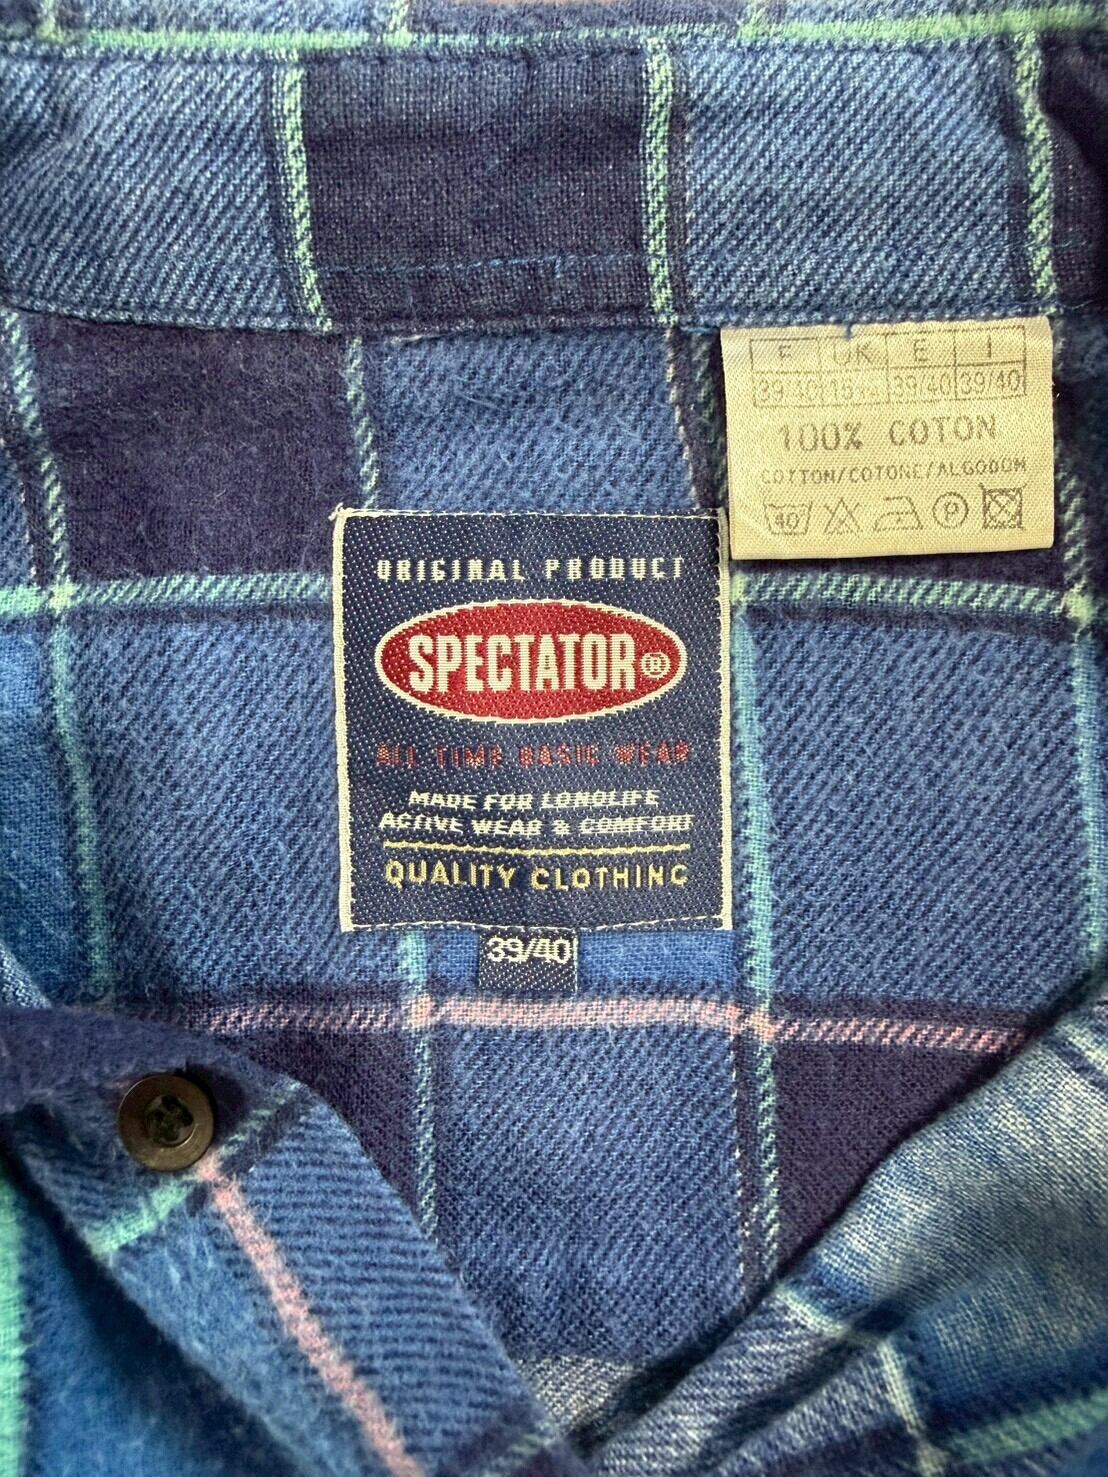 F UK E I
39/40 39/40 39/40
100% COTON
COTTON/COTONE/ALGODOM
40 P
ORIGINAL PRODUCT
SPECTATOR®
ALL TIME BASIC WEAR
MADE FOR LONGLIFE
ACTIVE WEAR & COMFORT
QUALITY CLOTHING
39/40